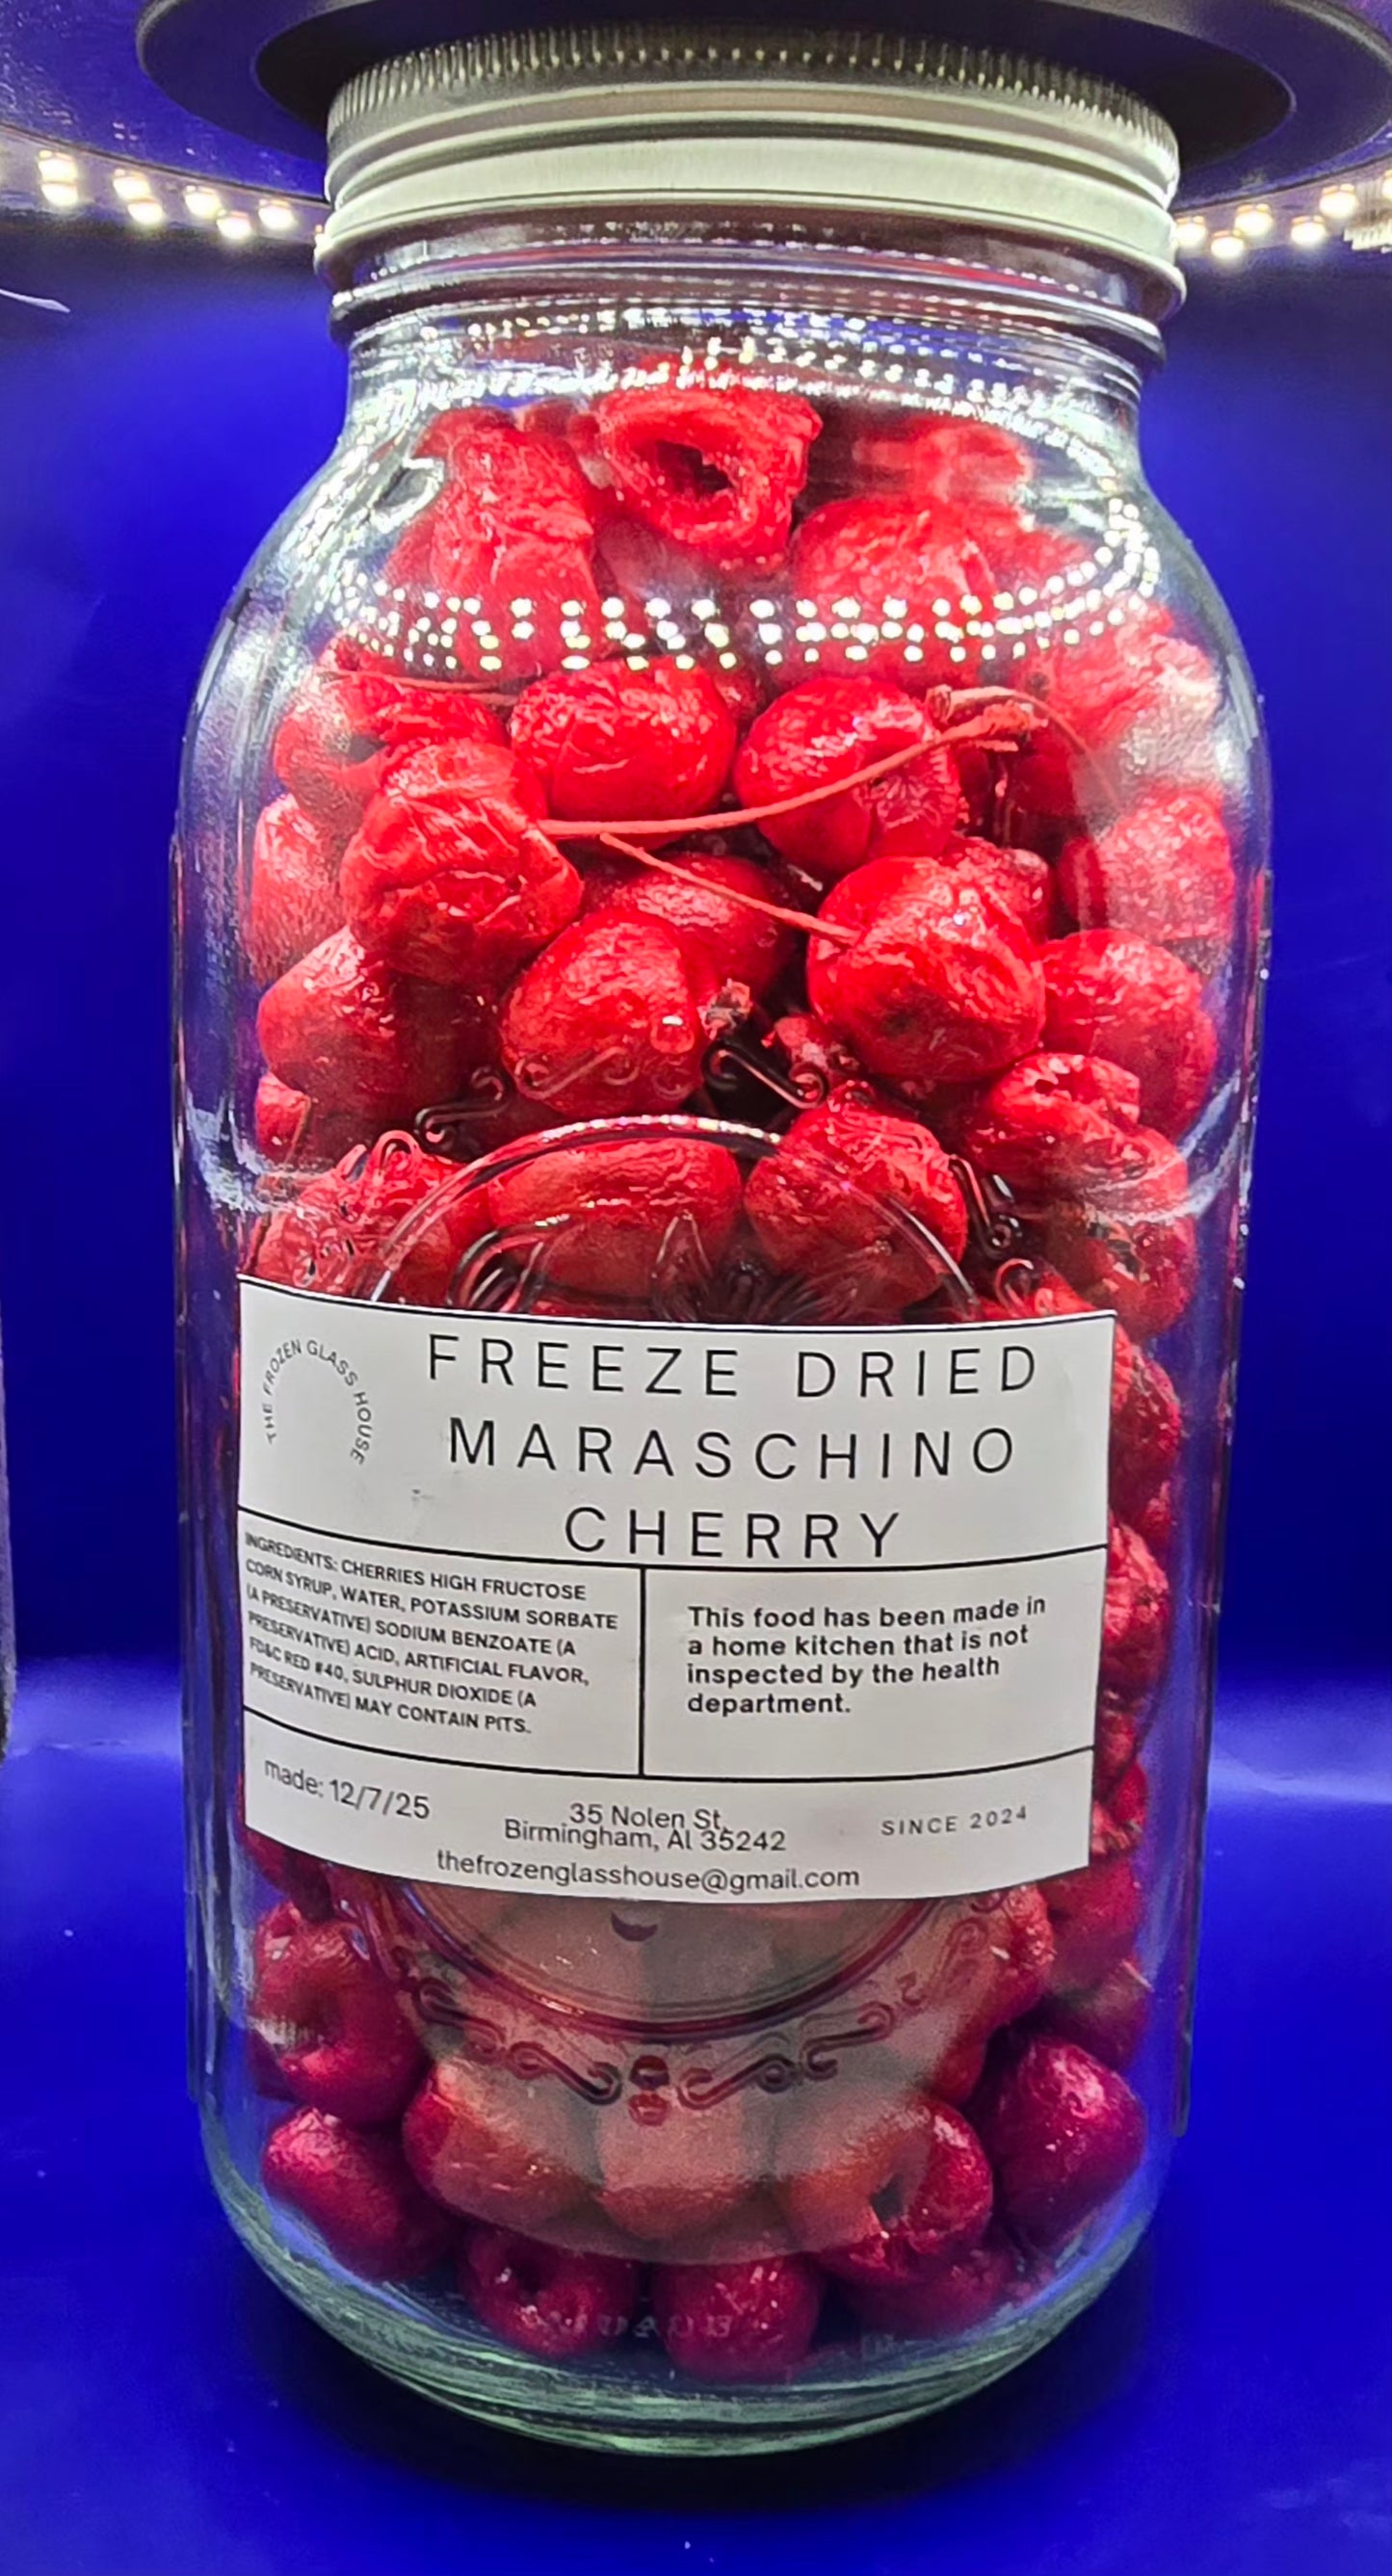 THE FROZEN GLASS HOUSE
FREEZE DRIED
MARASCHINO
CHERRY
INGREDIENTS: CHERRIES HIGH FRUCTOSE
CORN SYRUP, WATER, POTASSIUM SORBATE
(A PRESERVATIVE) SODIUM BENZOATE (A
PRESERVATIVE) ACID, ARTIFICIAL FLAVOR,
FD&C RED #40, SULPHUR DIOXIDE (A
PRESERVATIVE) MAY CONTAIN PITS.
This food has been made in
a home kitchen that is not
inspected by the health
department.
made: 12/7/25
35 Nolen St,
Birmingham, Al 35242
thefrozenglasshouse@gmail.com
SINCE 2024